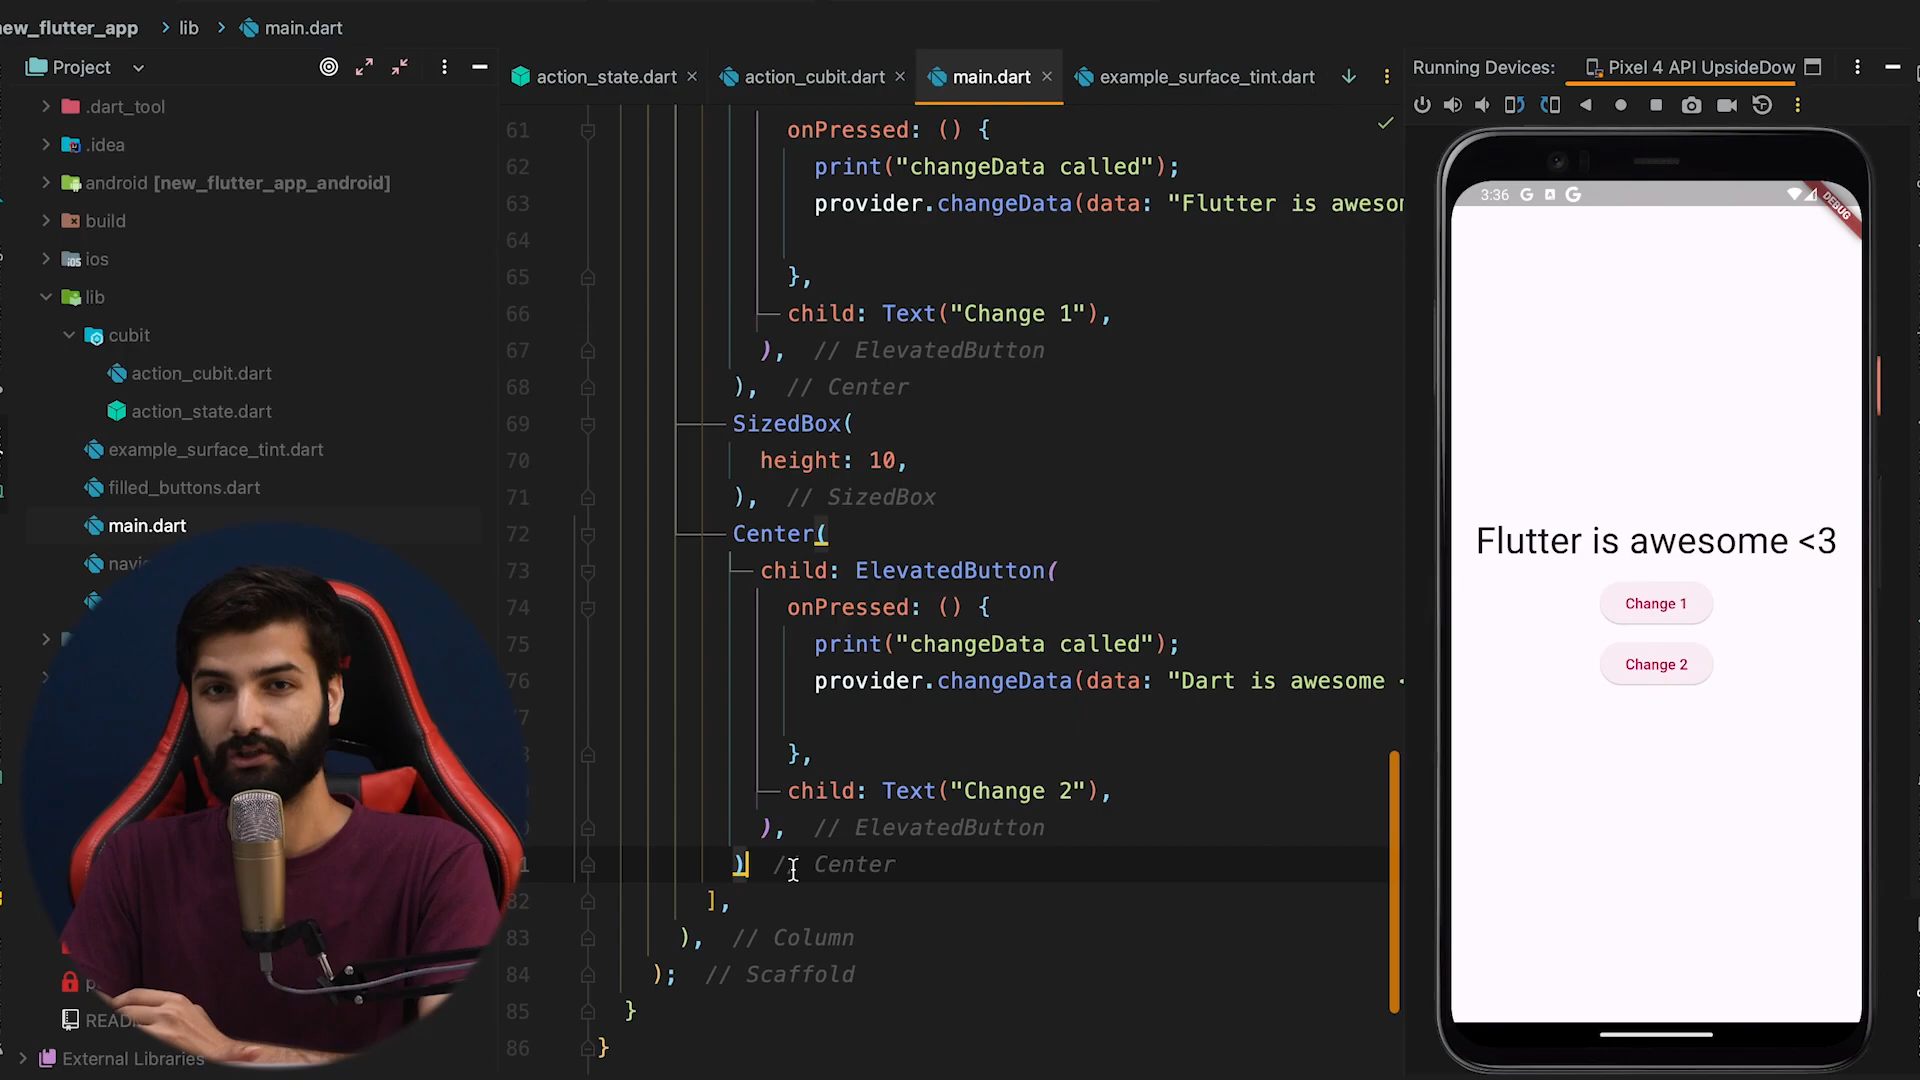 new_flutter_app > lib > main.dart
Project
.dart_tool
.idea
android [new_flutter_app_android]
build
ios
lib
cubit
action_cubit.dart
action_state.dart
example_surface_tint.dart
filled_buttons.dart
main.dart
External Libraries
action_state.dart
action_cubit.dart
main.dart
example_surface_tint.dart
61 onPressed: () {
62 print("changeData called");
63 provider.changeData(data: "Flutter is
64
65 },
66 child: Text("Change 1"),
67 ), // ElevatedButton
68 ), // Center
69 SizedBox(
70 height: 10,
71 ), // SizedBox
72 Center(
73 child: ElevatedButton(
74 onPressed: () {
75 print("changeData called");
76 provider.changeData(data: "Dart is awesome
},
child: Text("Change 2"),
), // ElevatedButton
) // Center
82 ],
83 ), // Column
84 ); // Scaffold
85 }
86 }
Running Devices:
Pixel 4 API UpsideDow
3:36
DEBUG
Flutter is awesome <3
Change 1
Change 2